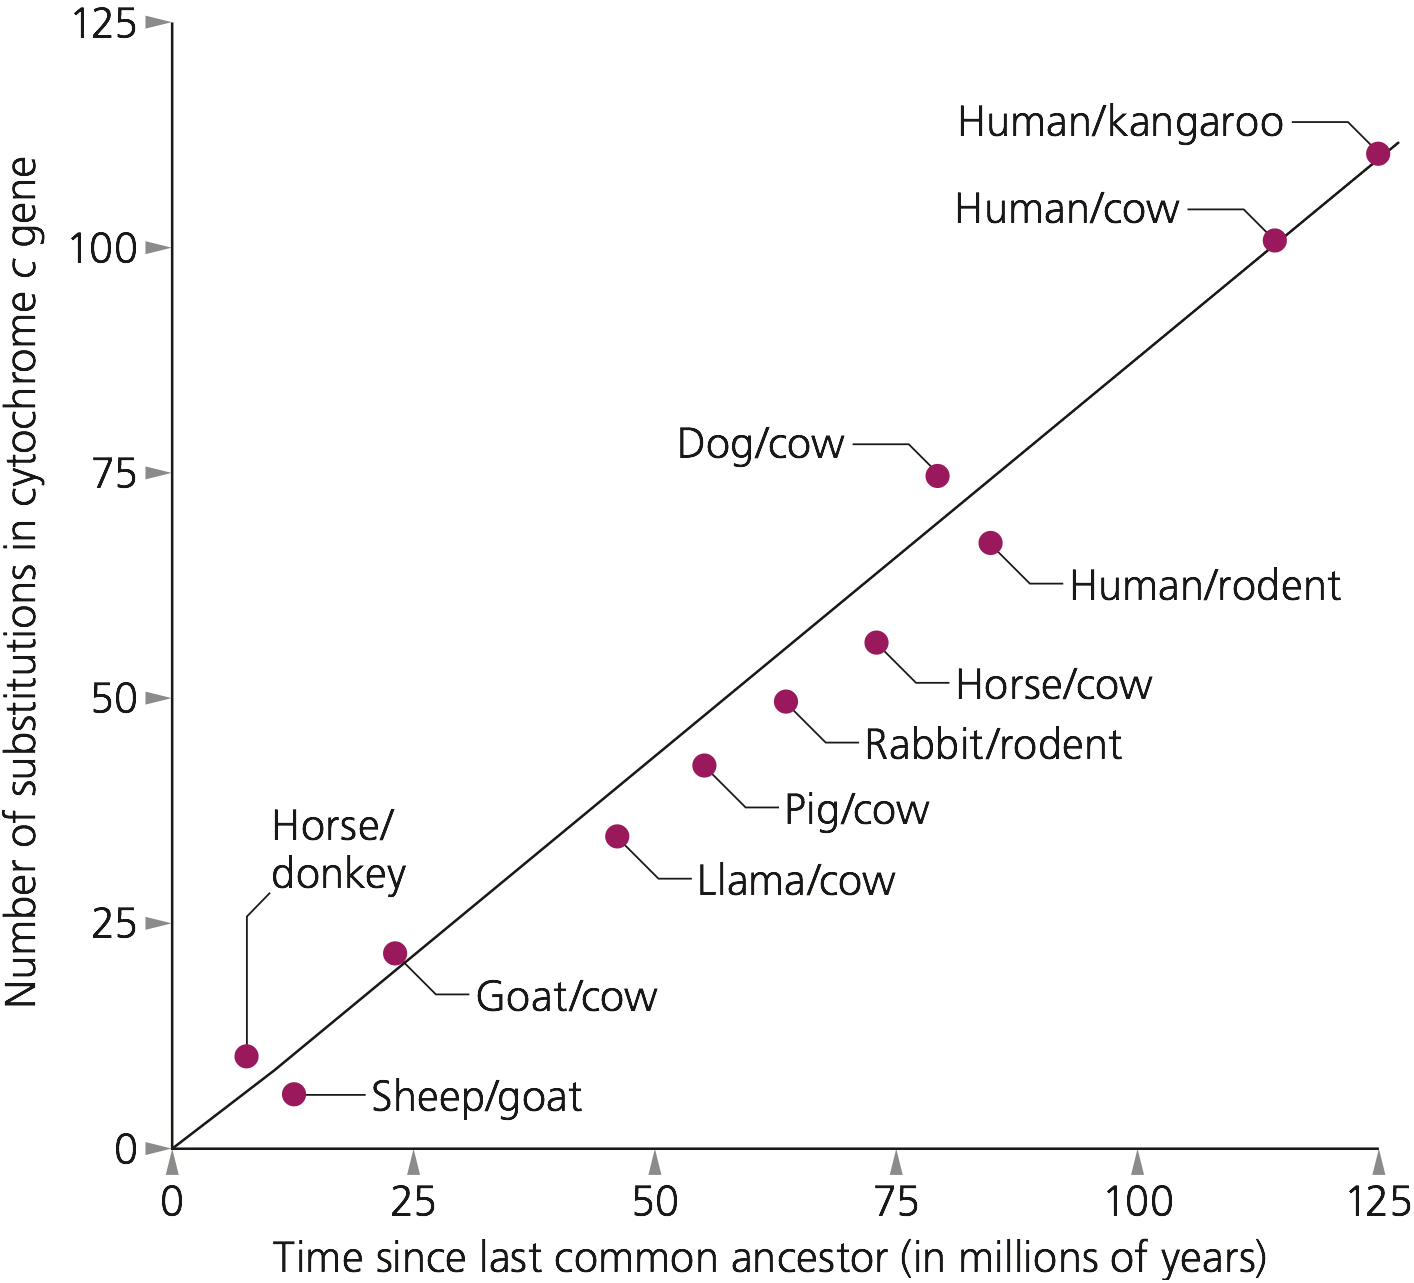 125
Human/kangaroo
Human/cow
100
Dog/cow
75
Human/rodent
Horse/cow
50
Rabbit/rodent
Pig/cow
Horse/
donkey
Llama/cow
25
Goat/cow
Sheep/goat
0
0 25 50 75 100 125
Time since last common ancestor (in millions of years)
Number of substitutions in cytochrome c gene